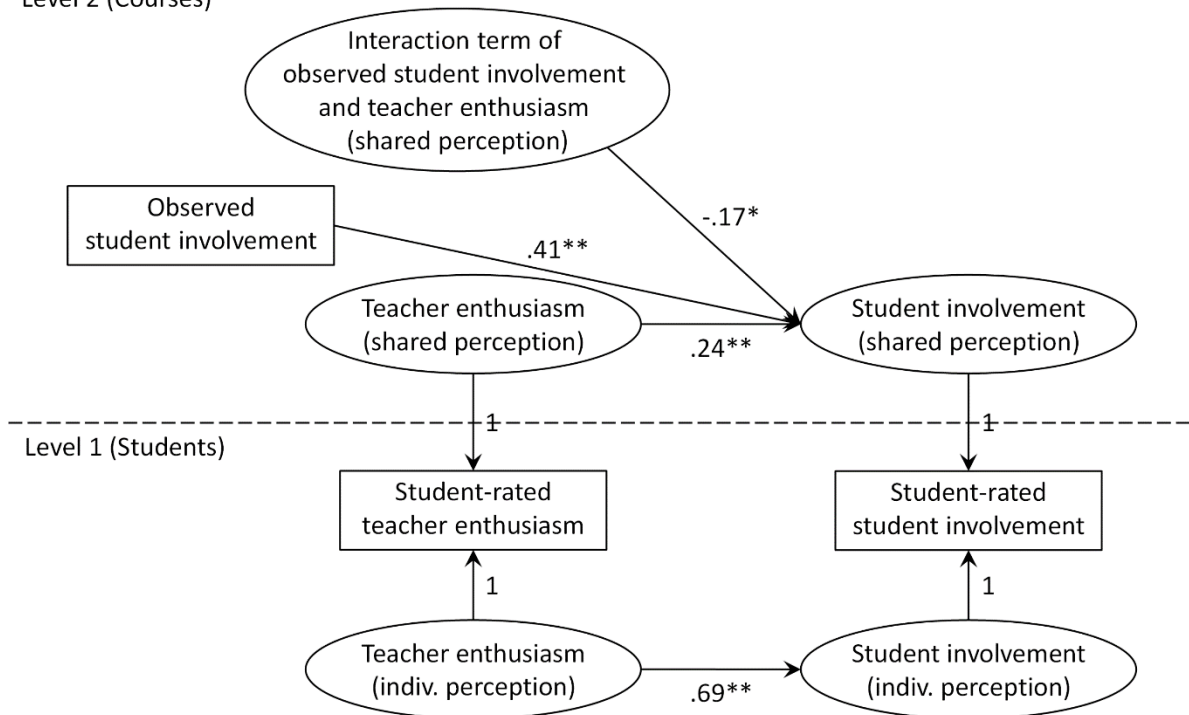 Level 2 (Courses)
Interaction term of
observed student involvement
and teacher enthusiasm
(shared perception)
Observed
student involvement
-.17*
.41**
Teacher enthusiasm
(shared perception)
.24**
Student involvement
(shared perception)
1
1
Level 1 (Students)
Student-rated
teacher enthusiasm
Student-rated
student involvement
1
1
Teacher enthusiasm
(indiv. perception)
.69**
Student involvement
(indiv. perception)